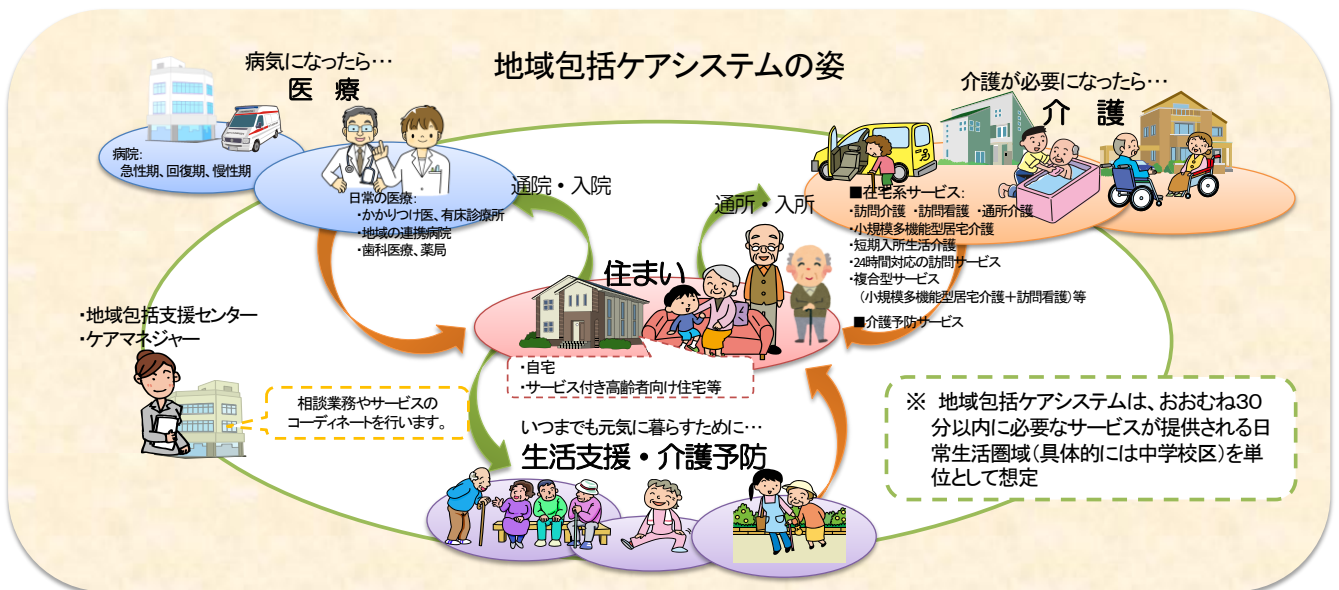 地域包括ケアシステムの姿
病気になったら…
医 療
病院:
急性期、回復期、慢性期
日常の医療:
・かかりつけ医、有床診療所
・地域の連携病院
・歯科医療、薬局
通院・入院
通所・入所
介護が必要になったら…
介 護
■在宅系サービス:
・訪問介護 ・訪問看護 ・通所介護
・小規模多機能型居宅介護
・短期入所生活介護
・24時間対応の訪問サービス
・複合型サービス
(小規模多機能型居宅介護+訪問看護)等
■介護予防サービス
住まい
・自宅
・サービス付き高齢者向け住宅等
・地域包括支援センター
・ケアマネジャー
相談業務やサービスの
コーディネートを行います。
いつまでも元気に暮らすために…
生活支援・介護予防
※ 地域包括ケアシステムは、おおむね30
分以内に必要なサービスが提供される日
常生活圏域(具体的には中学校区)を単
位として想定